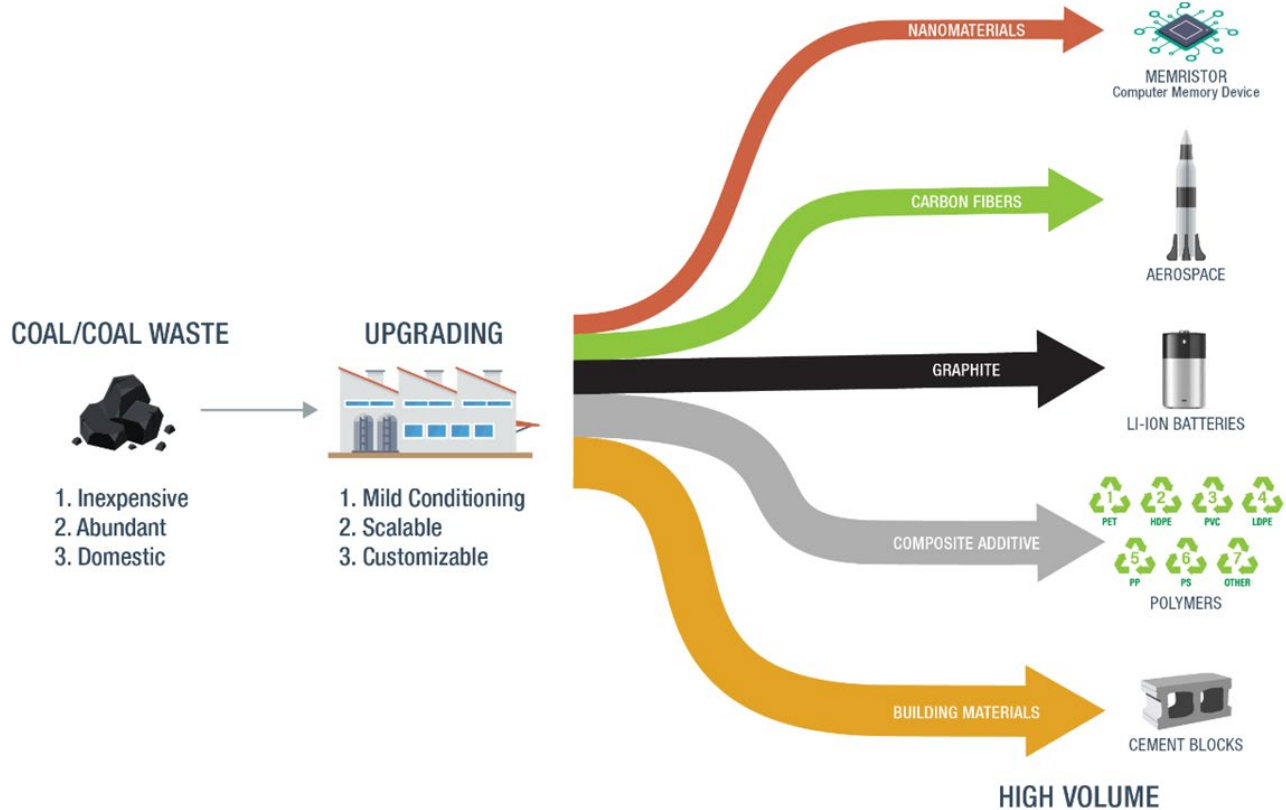 COAL/COAL WASTE
1. Inexpensive
2. Abundant
3. Domestic
UPGRADING
1. Mild Conditioning
2. Scalable
3. Customizable
NANOMATERIALS
MEMRISTOR
Computer Memory Device
CARBON FIBERS
AEROSPACE
GRAPHITE
LI-ION BATTERIES
COMPOSITE ADDITIVE
1 2 3 4
PET HDPE PVC LDPE
5 6 7
PP PS OTHER
POLYMERS
BUILDING MATERIALS
CEMENT BLOCKS
HIGH VOLUME